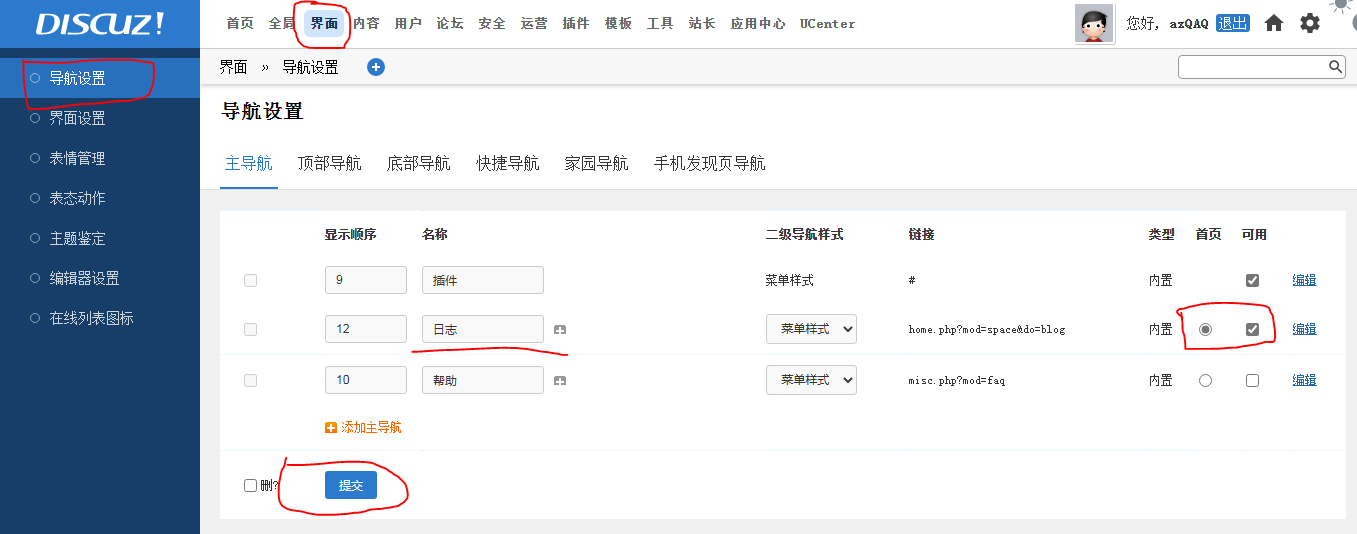 DISCUZ! 首页 全局 界面 内容 用户 论坛 安全 运营 插件 模板 工具 站长 应用中心 UCenter 您好, azQAQ 退出
界面 » 导航设置
导航设置
界面设置
表情管理
表态动作
主题鉴定
编辑器设置
在线列表图标
导航设置
主导航 顶部导航 底部导航 快捷导航 家园导航 手机发现页导航
显示顺序 名称 二级导航样式 链接 类型 首页 可用
9 插件 菜单样式 # 内置 编辑
12 日志 菜单样式 home.php?mod=space&do=blog 内置 编辑
10 帮助 菜单样式 misc.php?mod=faq 内置 编辑
添加主导航
删? 提交